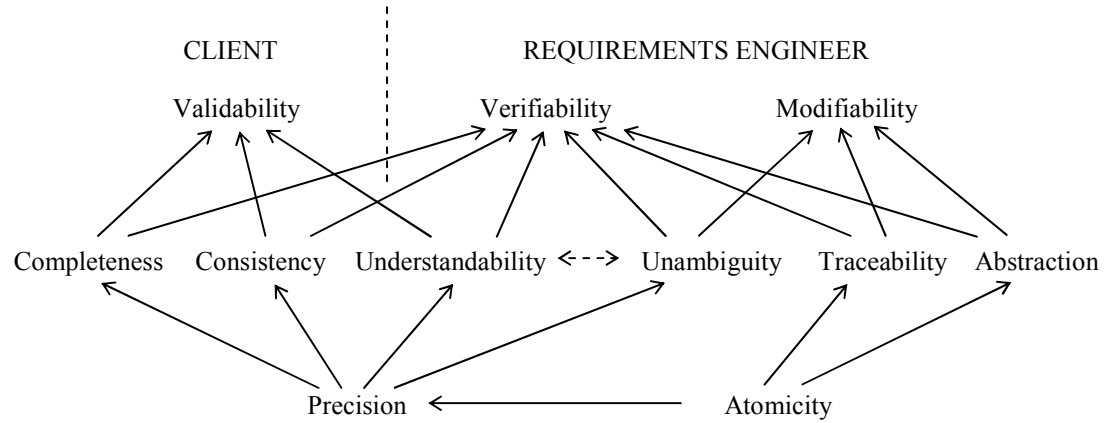 CLIENT REQUIREMENTS ENGINEER
Validability Verifiability Modifiability
Completeness Consistency Understandability Unambiguity Traceability Abstraction
Precision Atomicity